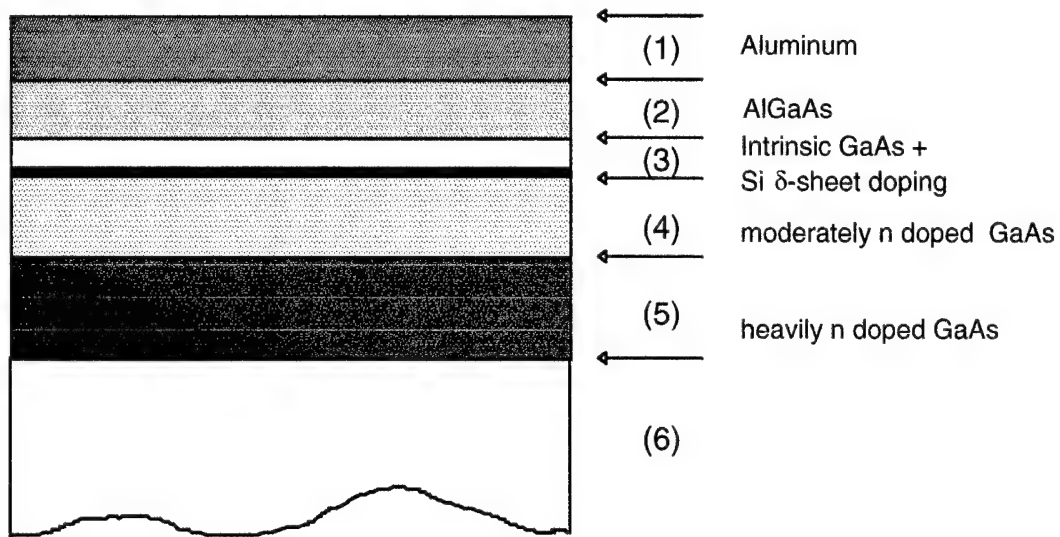 (1) Aluminum
(2) AlGaAs
Intrinsic GaAs +
(3)
Si δ-sheet doping
(4) moderately n doped GaAs
(5) heavily n doped GaAs
(6)